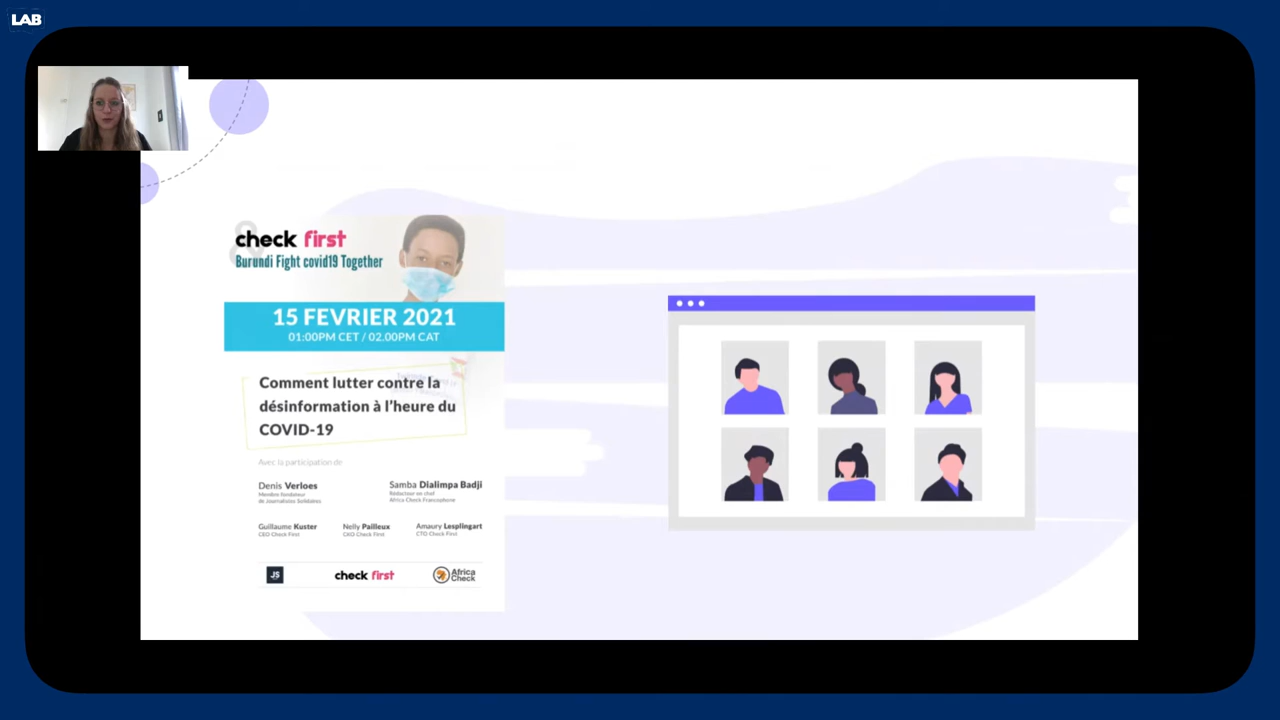 LAB
check first
Burundi Fight covid19 Together
15 FEVRIER 2021
01:00PM CET / 02.00PM CAT
Comment lutter contre la
désinformation à l'heure du
COVID-19
Avec la participation de
Denis Verloes
Membre fondateur
de Journalistes Solidaires
Samba Dialimpa Badji
Rédacteur en chef
Africa Check Francophone
Guillaume Kuster
CEO Check First
Nelly Pailleux
Check First
Amaury Lesplingart
CTO Check First
JS
check first
Africa
Check